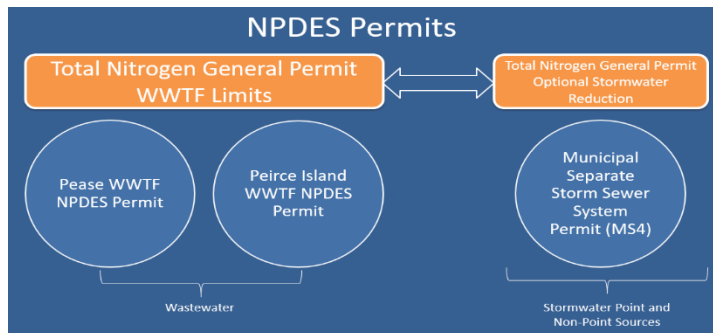 NPDES Permits
Total Nitrogen General Permit
WWTF Limits
Total Nitrogen General Permit
Optional Stormwater
Reduction
Pease WWTF
NPDES Permit
Peirce Island
WWTF NPDES
Permit
Municipal
Separate
Storm Sewer
System
Permit (MS4)
Wastewater
Stormwater Point and
Non-Point Sources